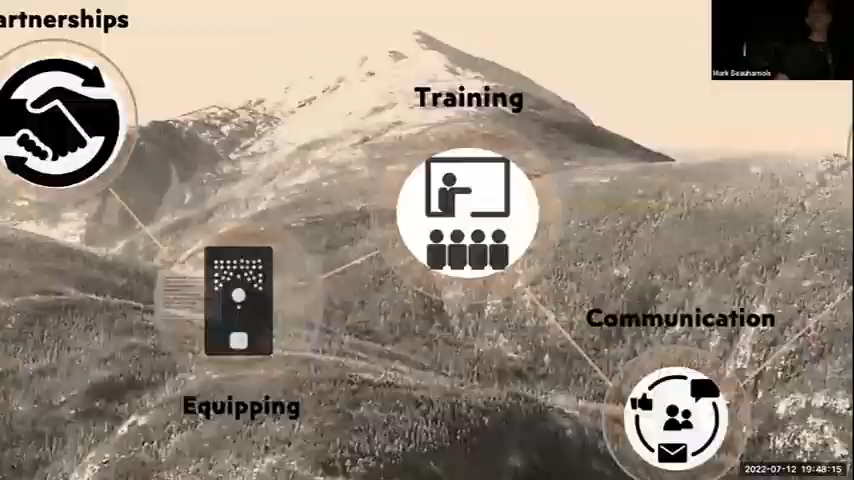 artnerships
Mark Beauharnois
Training
Communication
Equipping
2022-07-12 19:48:15